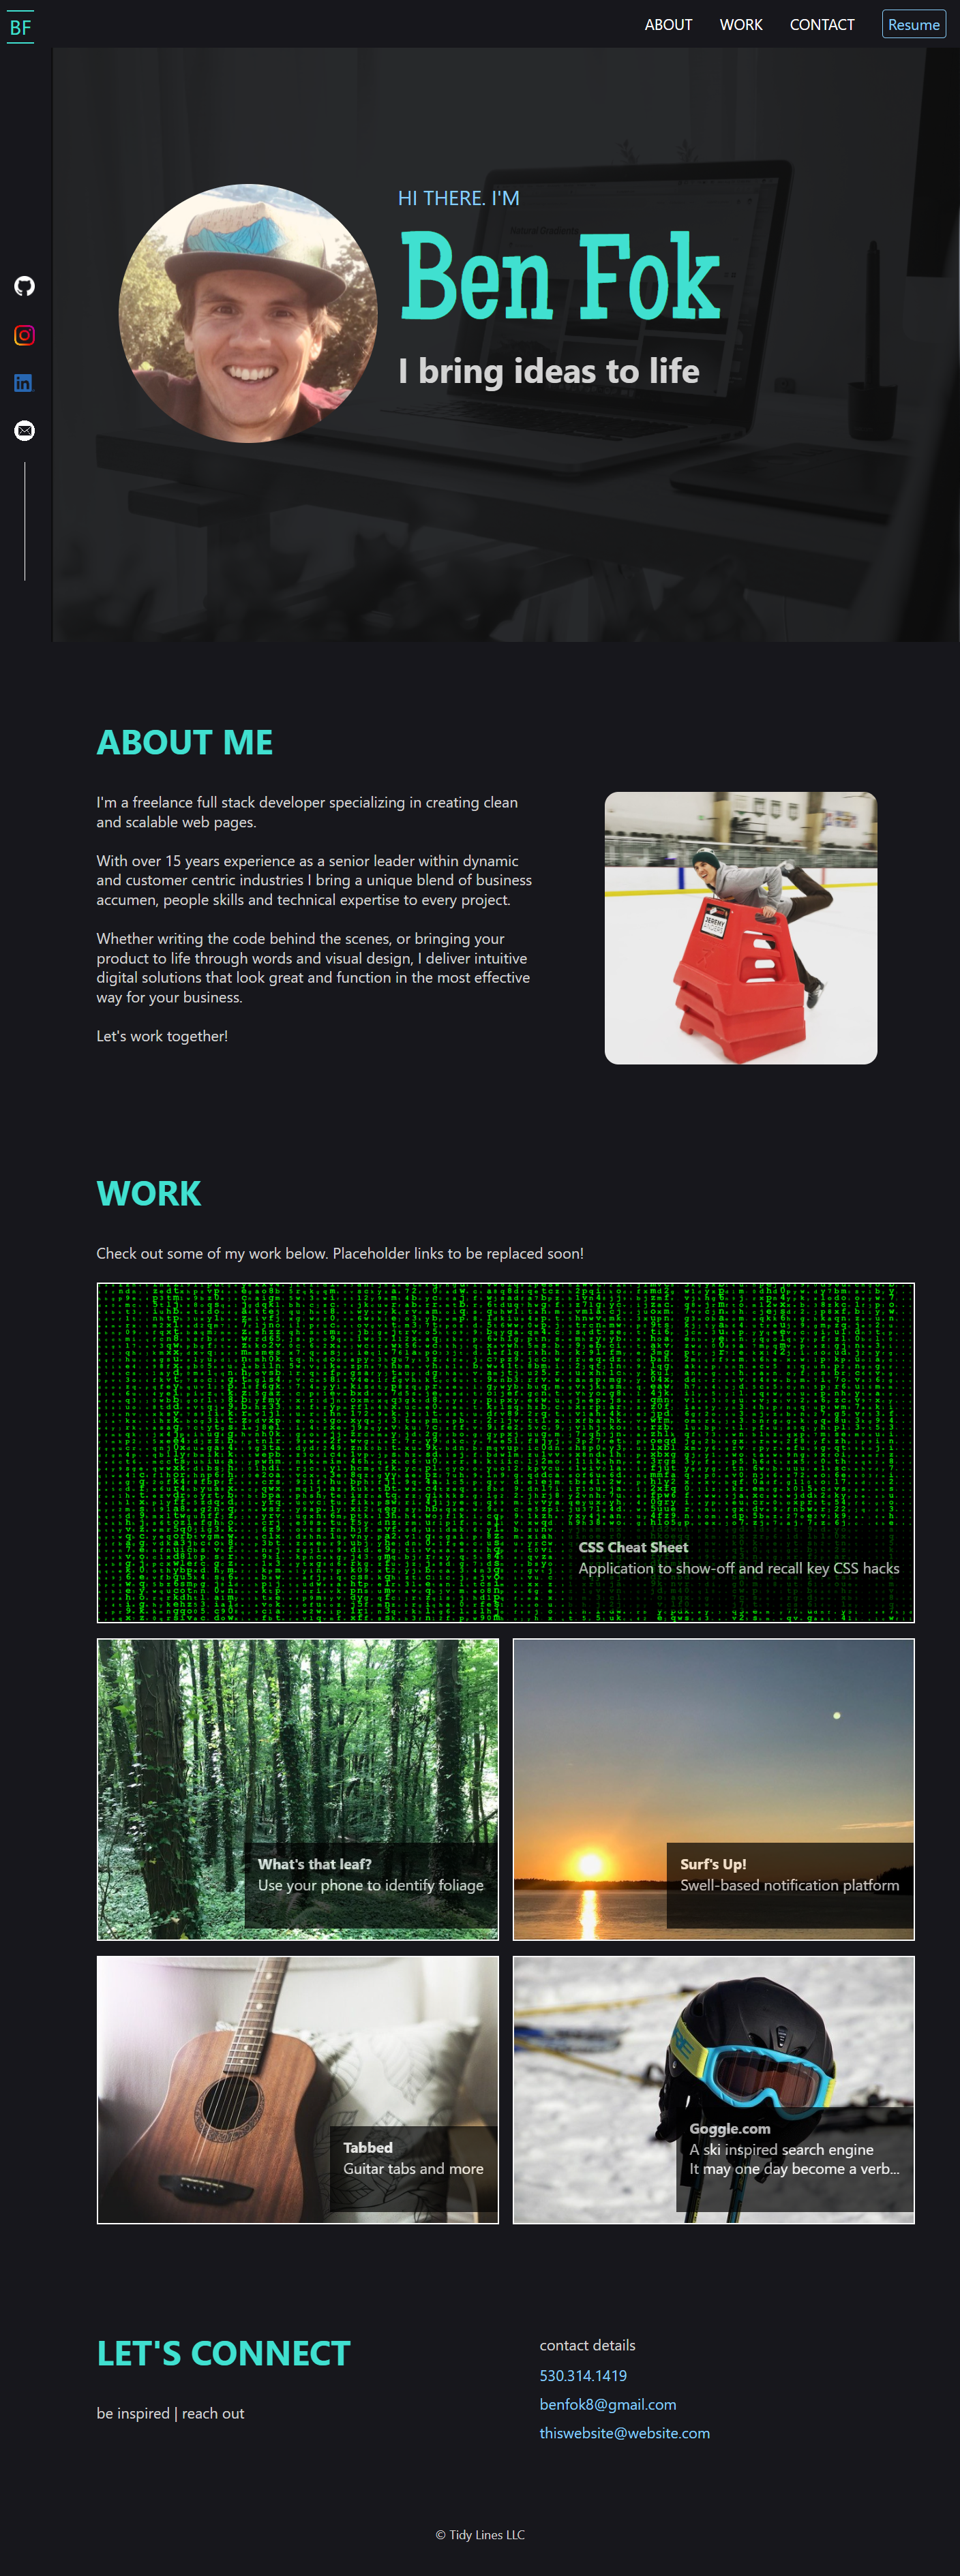 BF
ABOUT
WORK
CONTACT
Resume
HI THERE. I'M
Ben Fok
I bring ideas to life
ABOUT ME
I'm a freelance full stack developer specializing in creating clean
and scalable web pages.
With over 15 years experience as a senior leader within dynamic
and customer centric industries I bring a unique blend of business
accumen, people skills and technical expertise to every project.
Whether writing the code behind the scenes, or bringing your
product to life through words and visual design, I deliver intuitive
digital solutions that look great and function in the most effective
way for your business.
Let's work together!
JEREMY
WORK
Check out some of my work below. Placeholder links to be replaced soon!
CSS Cheat Sheet
Application to show-off and recall key CSS hacks
What's that leaf?
Use your phone to identify foliage
Surf's Up!
Swell-based notification platform
Tabbed
Guitar tabs and more
Goggle.com
A ski inspired search engine
It may one day become a verb...
LET'S CONNECT
be inspired | reach out
contact details
530.314.1419
benfok8@gmail.com
thiswebsite@website.com
© Tidy Lines LLC